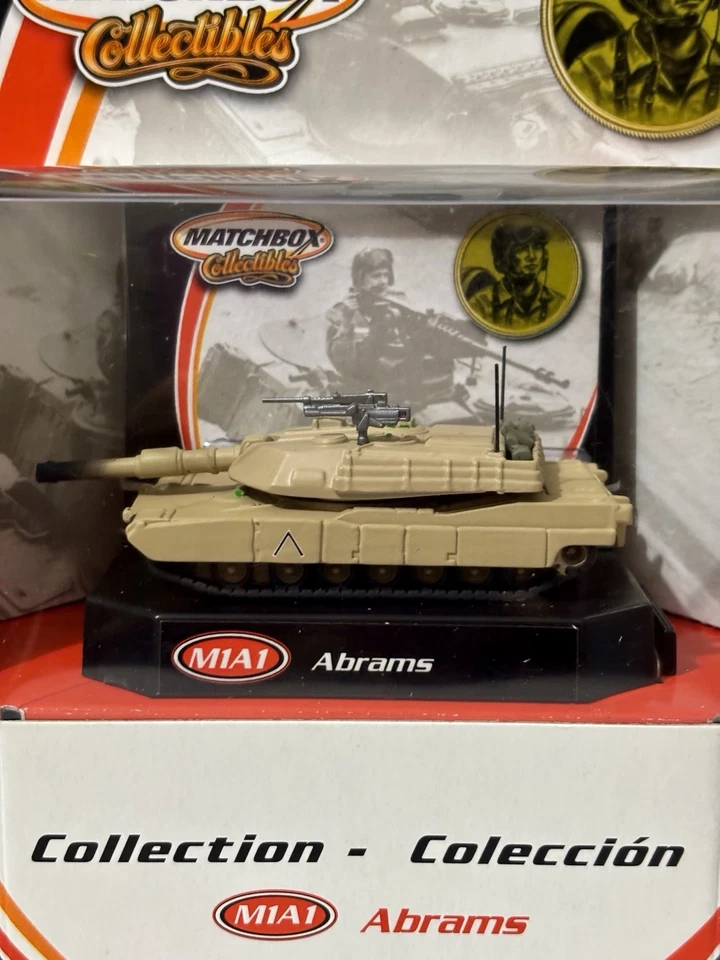 Collectibles
MATCHBOX
Collectibles
M1A1 Abrams
Collection - Colección
M1A1 Abrams